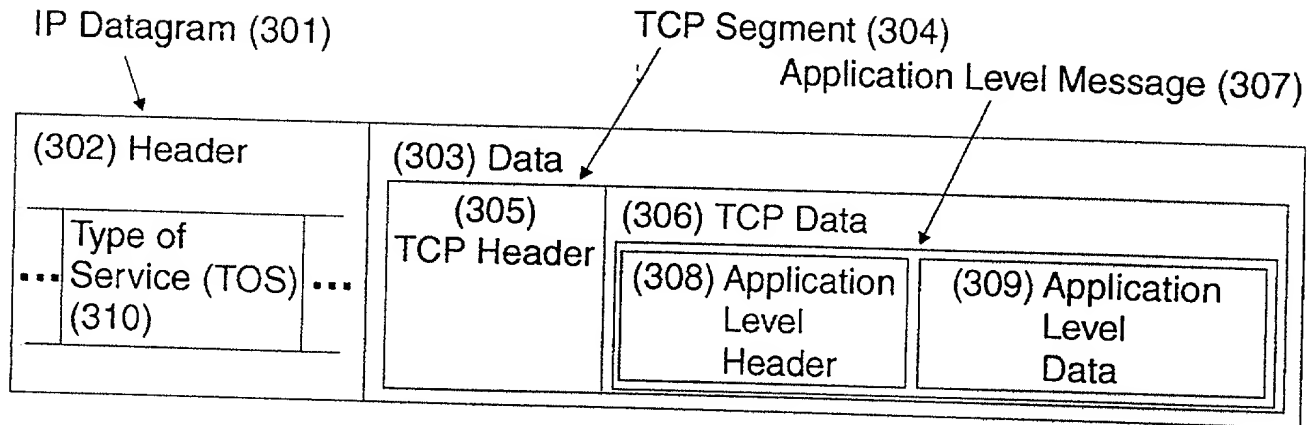 IP Datagram (301)
TCP Segment (304)
Application Level Message (307)
(302) Header
(303) Data
(305)
TCP Header
(306) TCP Data
Type of
Service (TOS)
(310)
... ...
(308) Application
Level
Header
(309) Application
Level
Data